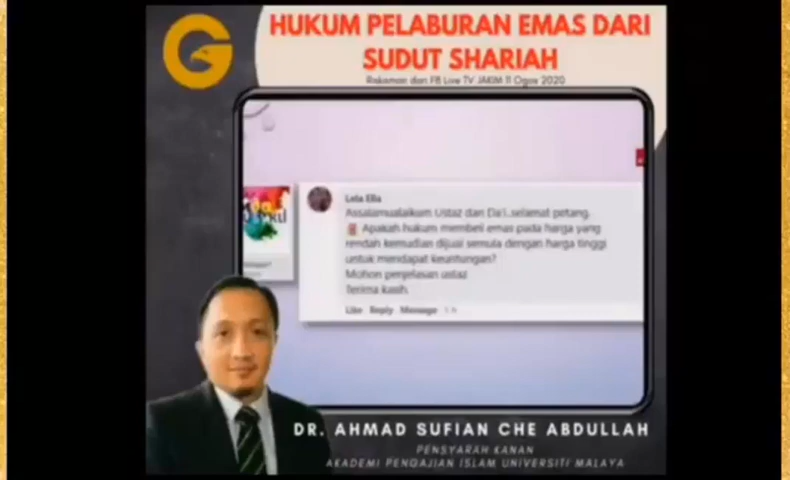 HUKUM PELABURAN EMAS DARI
SUDUT SHARIAH
Rakaman dari FB Live TV JAKIM 11 Ogos 2020
Lola Ella
Assalamualaikum Ustaz dan Da'i..selamat petang.
Apakah hukum membeli emas pada harga yang
rendah kemudian dijual semula dengan harga tinggi
untuk mendapat keuntungan?
Mohon penjelasan ustaz
Terima kasih.
Like Reply Message 1 h
DR. AHMAD SUFIAN CHE ABDULLAH
PENSYARAH KANAN
AKADEMI PENGAJIAN ISLAM UNIVERSITI MALAYA